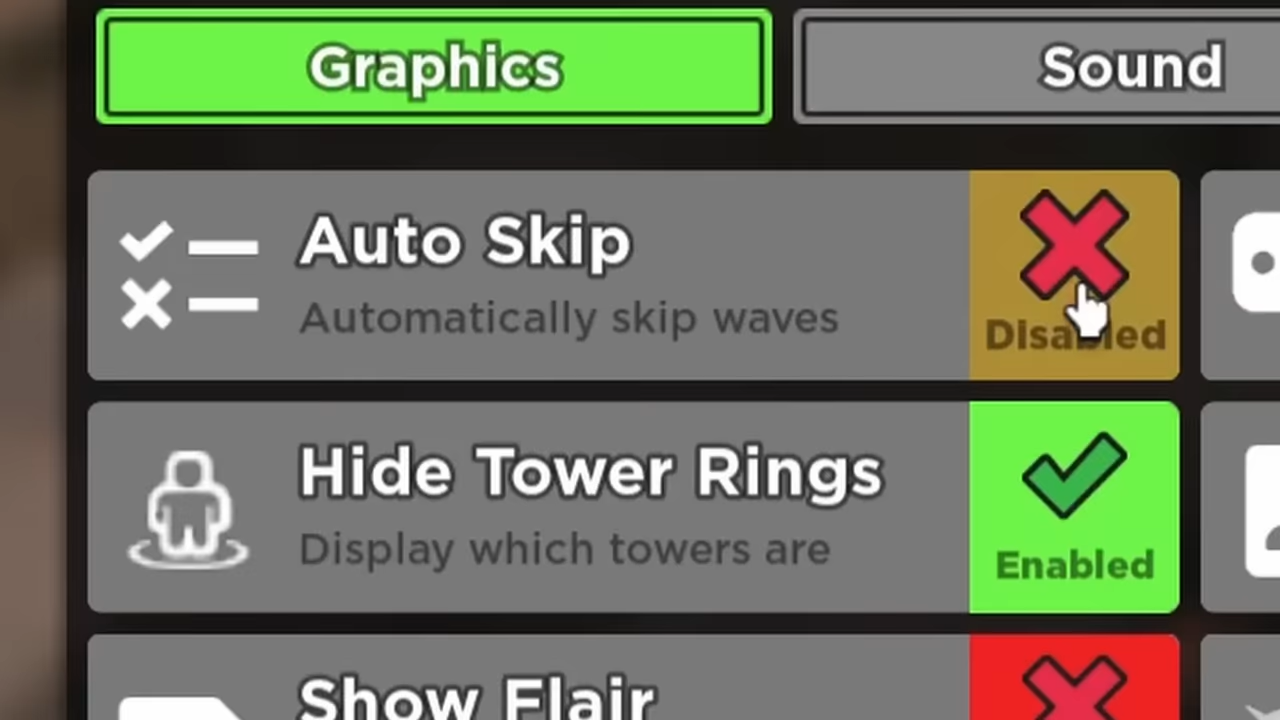 Graphics
Sound
Auto Skip
Automatically skip waves
Disabled
Hide Tower Rings
Display which towers are
Enabled
Show Flair